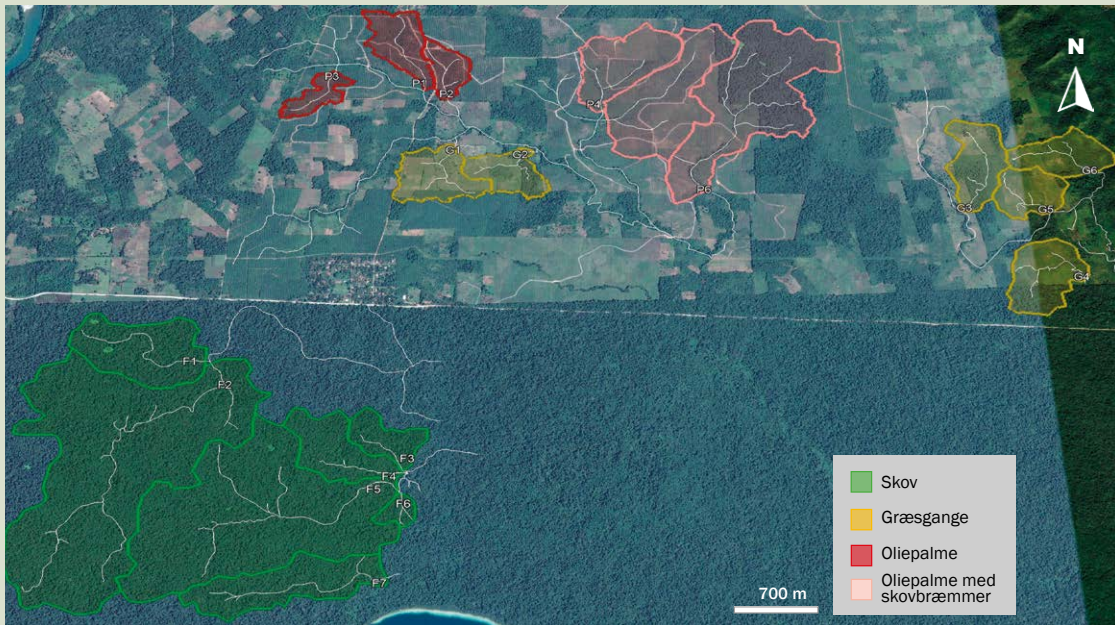 N
P3
P1
P2
P4
P6
G1
G2
G3
G6
G5
G4
F1
F2
F3
F4
F5
F6
F7
Skov
Græsgange
Oliepalme
Oliepalme med
skovbræmmer
700 m